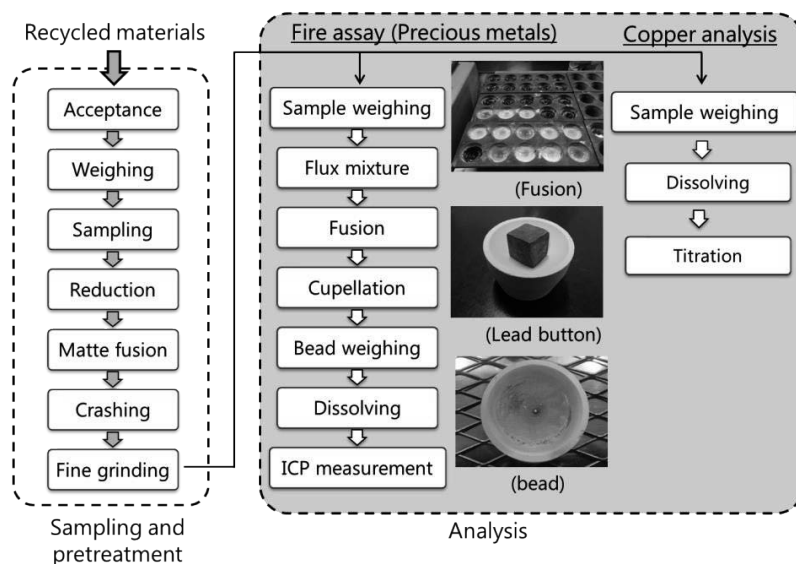 Recycled materials
Acceptance
Weighing
Sampling
Reduction
Matte fusion
Crashing
Fine grinding
Sampling and
pretreatment
Fire assay (Precious metals)
Sample weighing
Flux mixture
Fusion
Cupellation
Bead weighing
Dissolving
ICP measurement
(Fusion)
(Lead button)
(bead)
Copper analysis
Sample weighing
Dissolving
Titration
Analysis